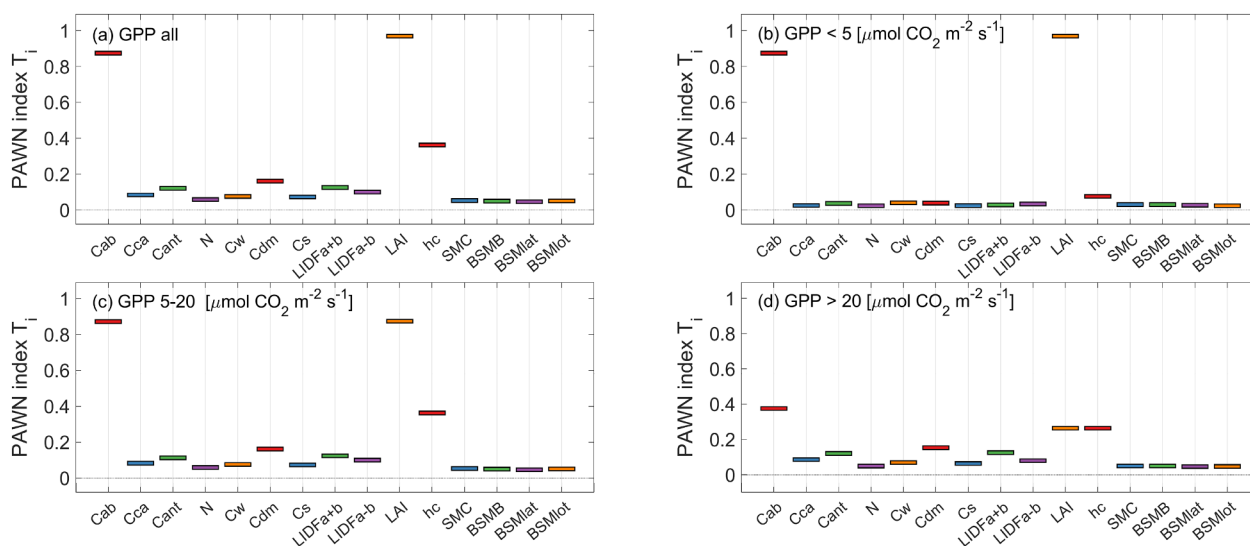 (a) GPP all
PAWN index T_i
1
0.8
0.6
0.4
0.2
0
Cab Cca Cant N Cw Cdm Cs LIDFa+b LIDFa-b LAI hc SMC BSMB BSMlat BSMlot
(b) GPP < 5 [μmol CO₂ m⁻² s⁻¹]
PAWN index T_i
1
0.8
0.6
0.4
0.2
0
Cab Cca Cant N Cw Cdm Cs LIDFa+b LIDFa-b LAI hc SMC BSMB BSMlat BSMlot
(c) GPP 5-20 [μmol CO₂ m⁻² s⁻¹]
PAWN index T_i
1
0.8
0.6
0.4
0.2
0
Cab Cca Cant N Cw Cdm Cs LIDFa+b LIDFa-b LAI hc SMC BSMB BSMlat BSMlot
(d) GPP > 20 [μmol CO₂ m⁻² s⁻¹]
PAWN index T_i
1
0.8
0.6
0.4
0.2
0
Cab Cca Cant N Cw Cdm Cs LIDFa+b LIDFa-b LAI hc SMC BSMB BSMlat BSMlot